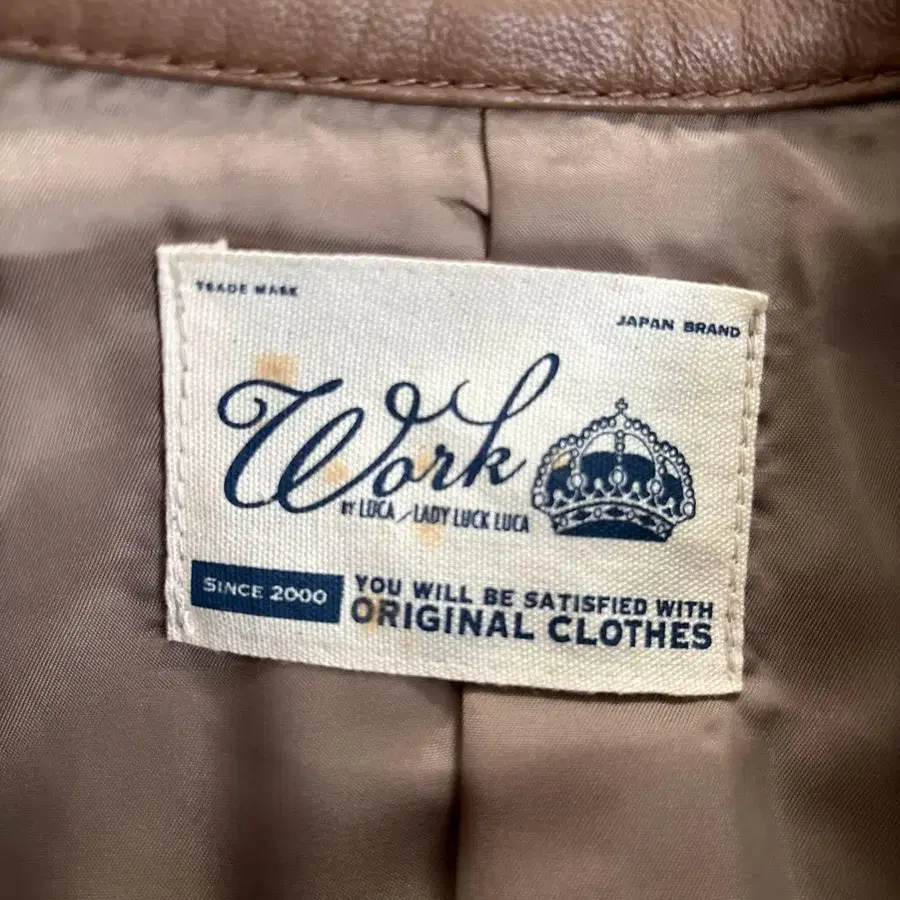 TRADE MARK
JAPAN BRAND
Work
BY LUCA / LADY LUCK LUCA
SINCE 2000
YOU WILL BE SATISFIED WITH
ORIGINAL CLOTHES